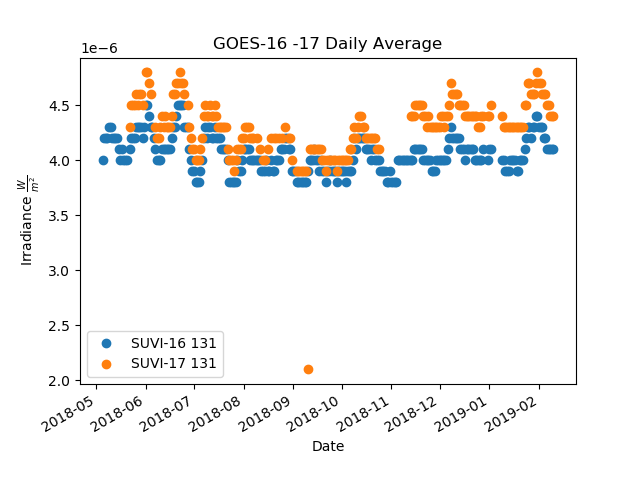 GOES-16 -17 Daily Average
1e−6
4.5
4.0
3.5
3.0
2.5
2.0
Irradiance W/m²
SUVI-16 131
SUVI-17 131
2018-05 2018-06 2018-07 2018-08 2018-09 2018-10 2018-11 2018-12 2019-01 2019-02
Date